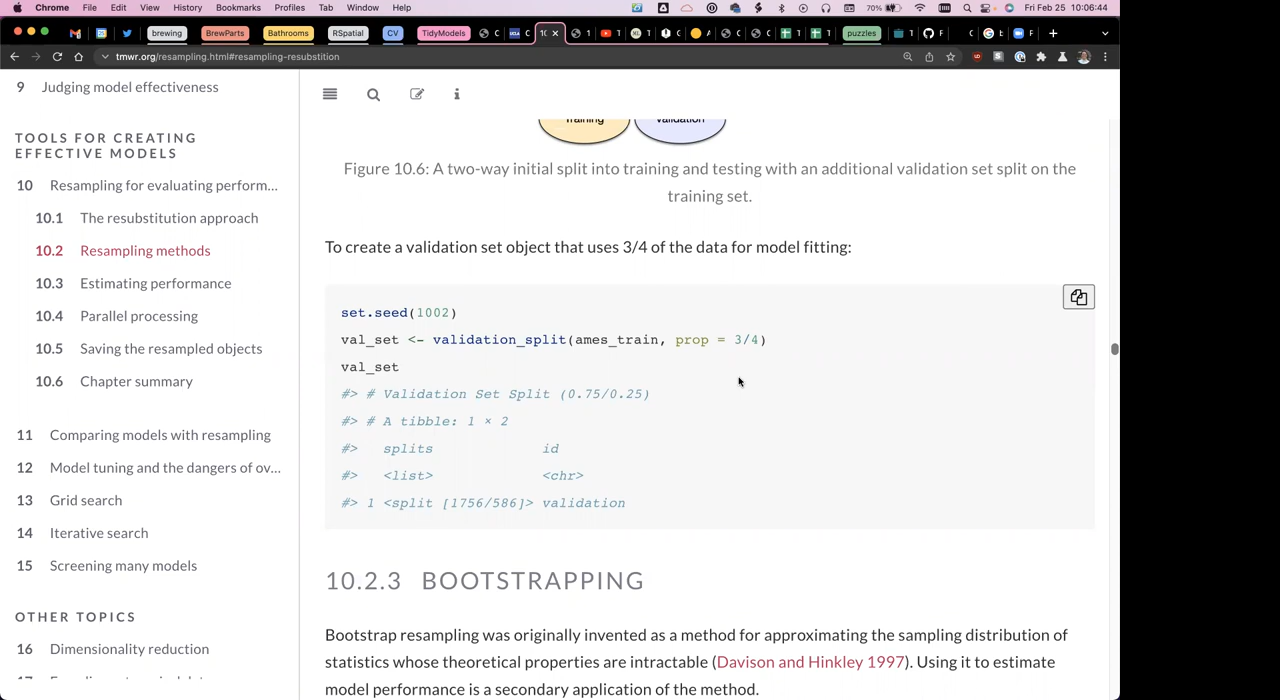 Chrome File Edit View History Bookmarks Profiles Tab Window Help 70% Fri Feb 25 10:06:44
brewing BrewParts Bathrooms RSpatial CV TidyModels puzzles
tmwr.org/resampling.html#resampling-resubstition
9 Judging model effectiveness
TOOLS FOR CREATING
EFFECTIVE MODELS
10 Resampling for evaluating perform...
10.1 The resubstitution approach
10.2 Resampling methods
10.3 Estimating performance
10.4 Parallel processing
10.5 Saving the resampled objects
10.6 Chapter summary
11 Comparing models with resampling
12 Model tuning and the dangers of ov...
13 Grid search
14 Iterative search
15 Screening many models
OTHER TOPICS
16 Dimensionality reduction
Training Validation
Figure 10.6: A two-way initial split into training and testing with an additional validation set split on the
training set.
To create a validation set object that uses 3/4 of the data for model fitting:
set.seed(1002)
val_set <- validation_split(ames_train, prop = 3/4)
val_set
#> # Validation Set Split (0.75/0.25)
#> # A tibble: 1 × 2
#> splits id
#> <list> <chr>
#> 1 <split [1756/586]> validation
10.2.3 BOOTSTRAPPING
Bootstrap resampling was originally invented as a method for approximating the sampling distribution of
statistics whose theoretical properties are intractable (Davison and Hinkley 1997). Using it to estimate
model performance is a secondary application of the method.